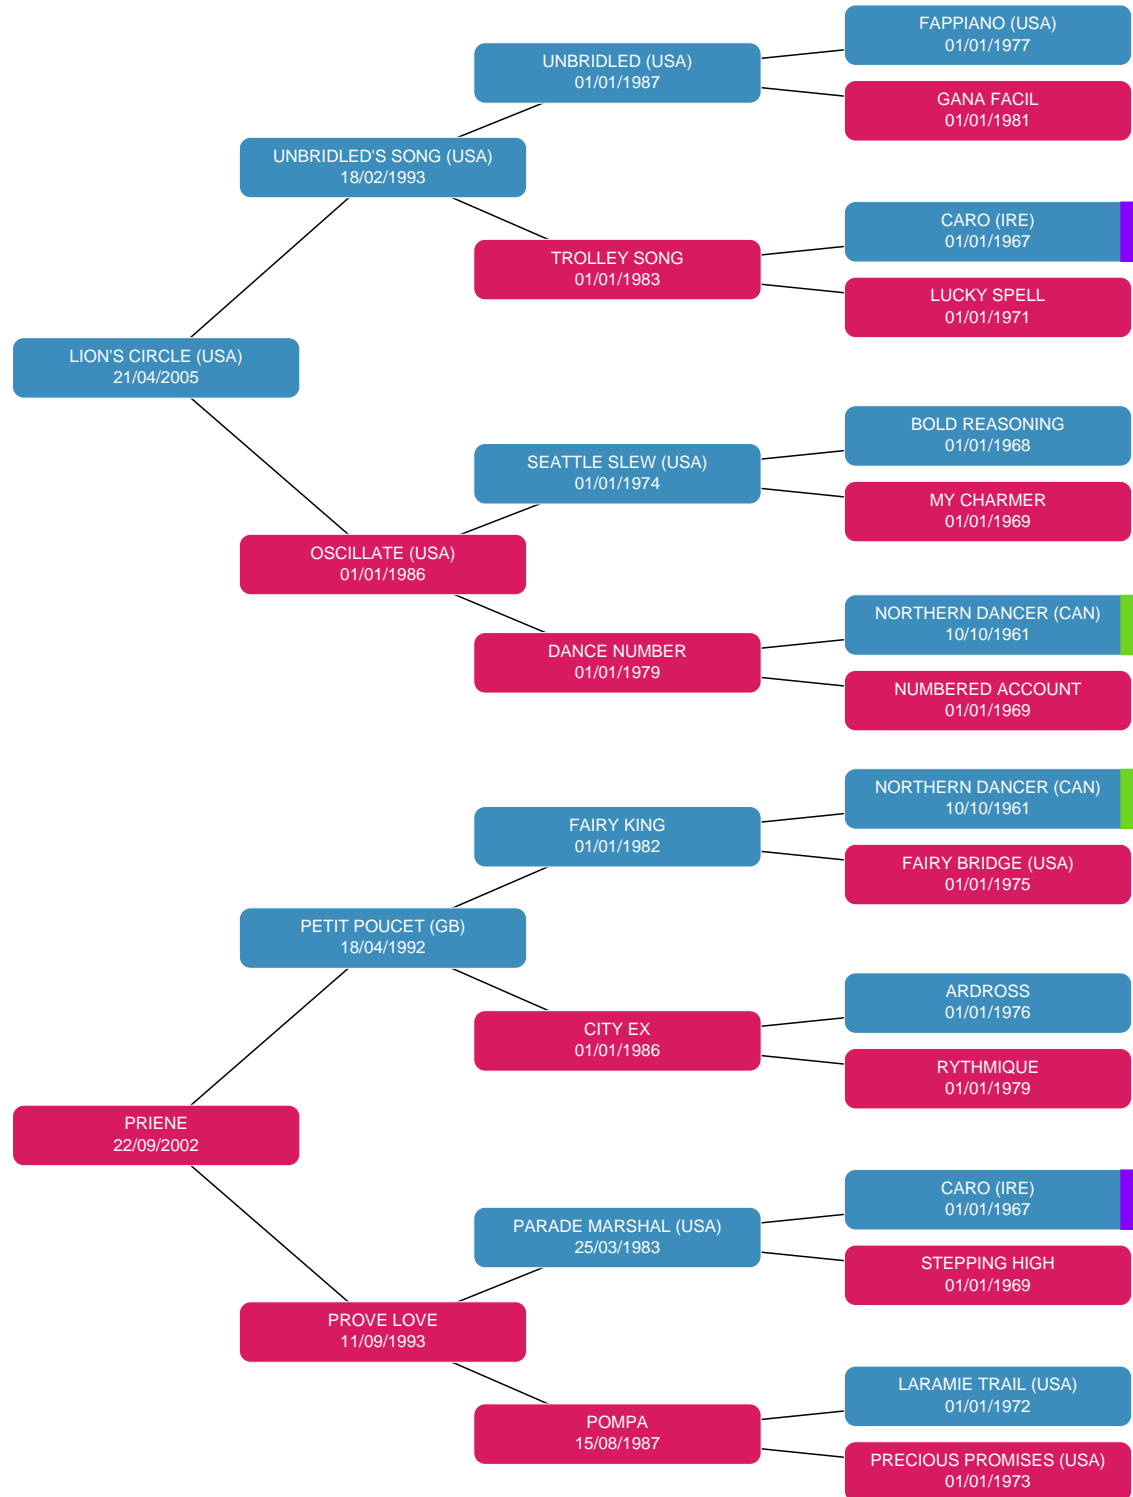 FAPPIANO (USA)
01/01/1977
UNBRIDLED (USA)
01/01/1987
GANA FACIL
01/01/1981
UNBRIDLED'S SONG (USA)
18/02/1993
CARO (IRE)
01/01/1967
TROLLEY SONG
01/01/1983
LUCKY SPELL
01/01/1971
LION'S CIRCLE (USA)
21/04/2005
BOLD REASONING
01/01/1968
SEATTLE SLEW (USA)
01/01/1974
MY CHARMER
01/01/1969
OSCILLATE (USA)
01/01/1986
NORTHERN DANCER (CAN)
10/10/1961
DANCE NUMBER
01/01/1979
NUMBERED ACCOUNT
01/01/1969
NORTHERN DANCER (CAN)
10/10/1961
FAIRY KING
01/01/1982
FAIRY BRIDGE (USA)
01/01/1975
PETIT POUCET (GB)
18/04/1992
ARDROSS
01/01/1976
CITY EX
01/01/1986
RYTHMIQUE
01/01/1979
PRIENE
22/09/2002
CARO (IRE)
01/01/1967
PARADE MARSHAL (USA)
25/03/1983
STEPPING HIGH
01/01/1969
PROVE LOVE
11/09/1993
LARAMIE TRAIL (USA)
01/01/1972
POMPA
15/08/1987
PRECIOUS PROMISES (USA)
01/01/1973